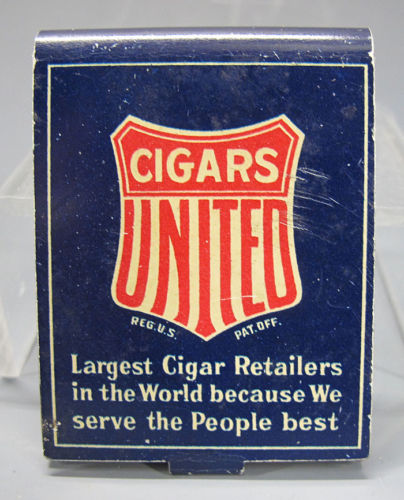 CIGARS
UNITED
REG. U.S. PAT. OFF.
Largest Cigar Retailers
in the World because We
serve the People best